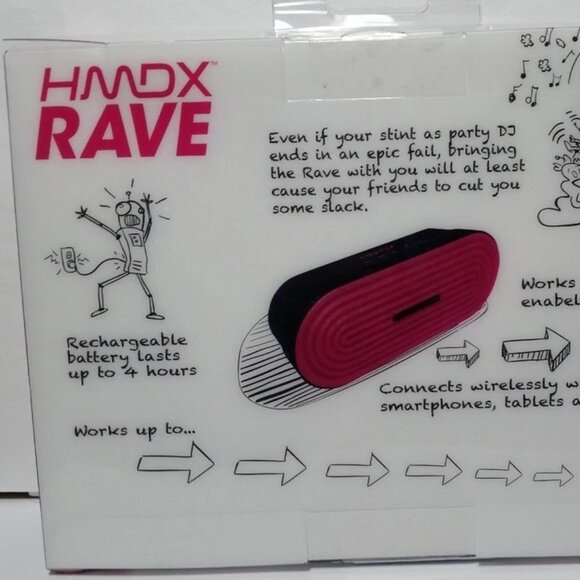 HMDX™
RAVE
Even if your stint as party DJ
ends in an epic fail, bringing
the Rave with you will at least
cause your friends to cut you
some slack.
Rechargeable
battery lasts
up to 4 hours
Works
enabel
Connects wirelessly w
smartphones, tablets a
Works up to...